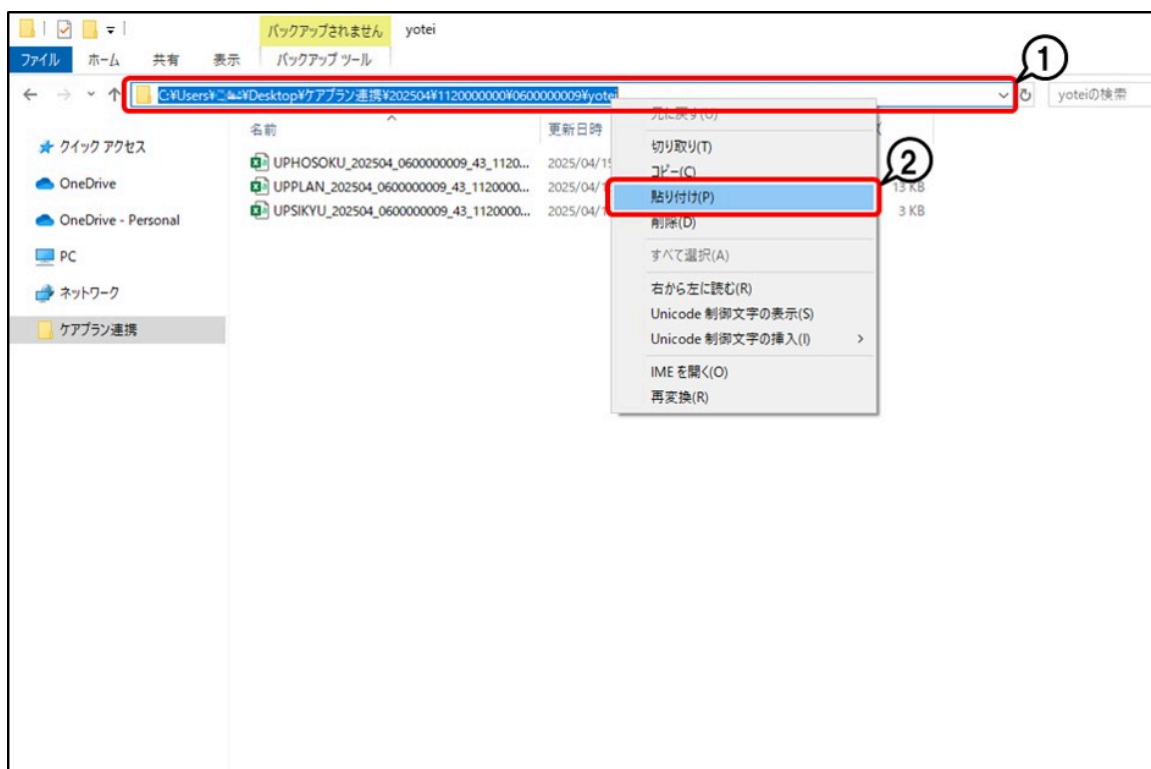 バックアップされません yotei
ファイル ホーム 共有 表示 バックアップ ツール
①
C:¥Users¥ ¥Desktop¥ケアプラン連携¥202504¥1120000000¥0600000009¥yotei
yoteiの検索
クイック アクセス
OneDrive
OneDrive - Personal
PC
ネットワーク
ケアプラン連携
名前 更新日時
UPHOSOKU_202504_0600000009_43_1120... 2025/04/15
UPPLAN_202504_0600000009_43_1120000... 2025/04/1 13 KB
UPSIKYU_202504_0600000009_43_1120000... 2025/04/1 3 KB
元に戻す(U)
切り取り(T)
コピー(C)
②
貼り付け(P)
削除(D)
すべて選択(A)
右から左に読む(R)
Unicode 制御文字の表示(S)
Unicode 制御文字の挿入(I)
IME を開く(O)
再変換(R)